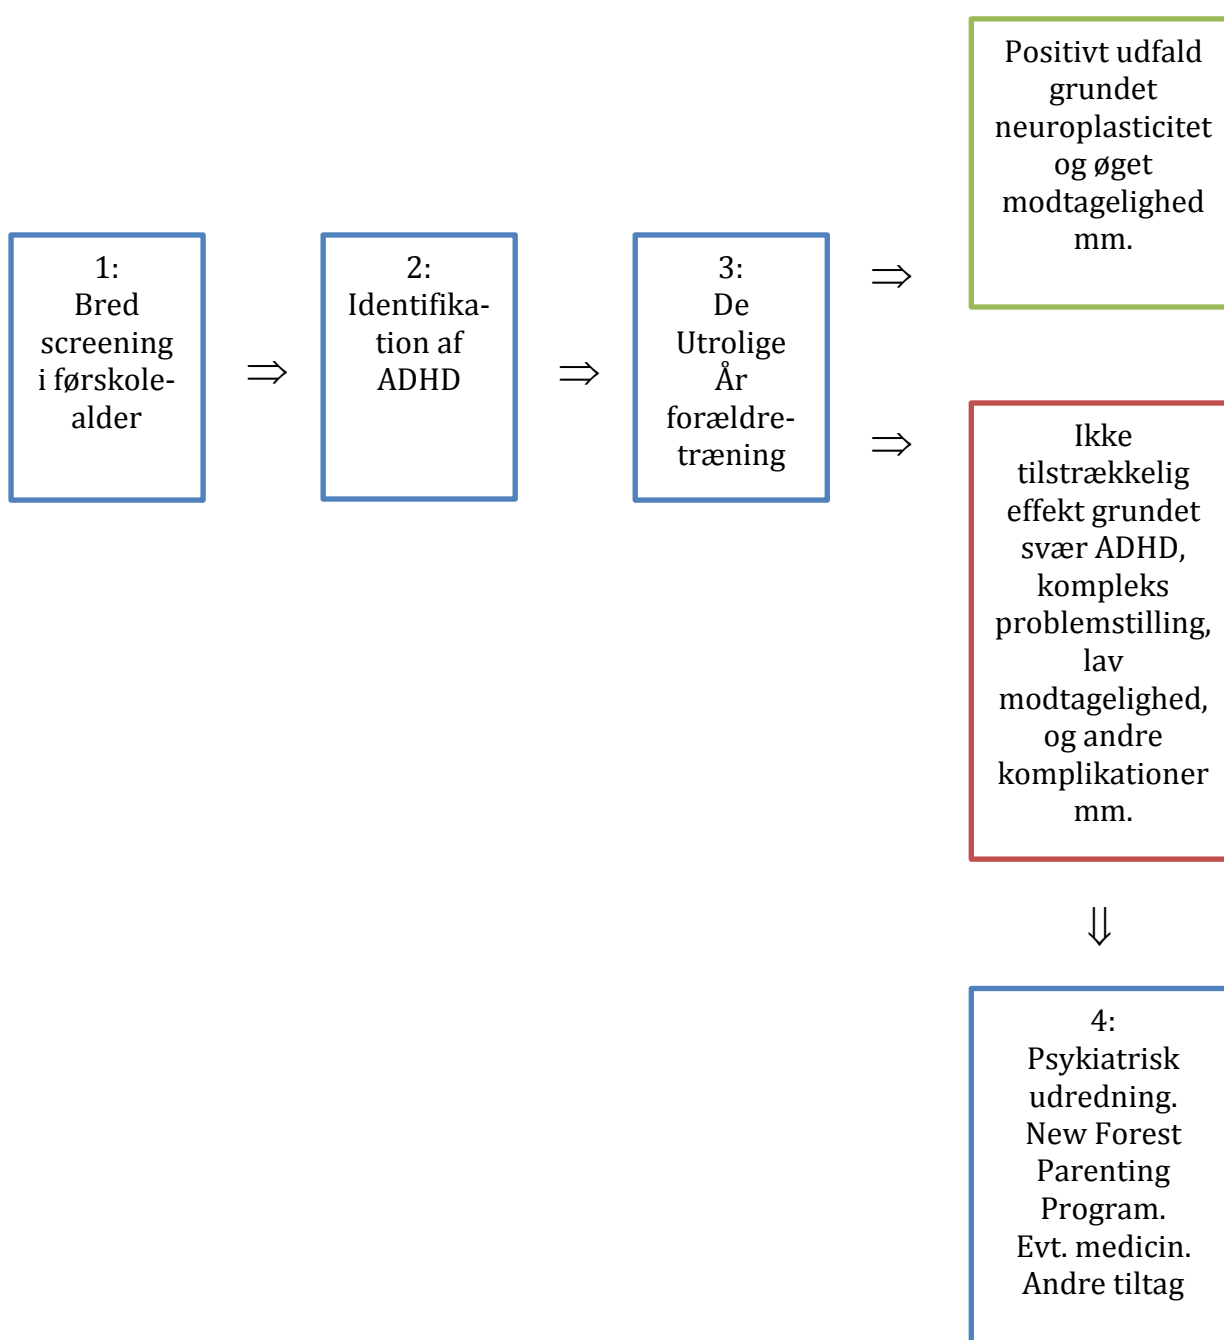 1:
Bred
screening
i førskole-
alder
⇒
2:
Identifika-
tion af
ADHD
⇒
3:
De
Utrolige
År
forældre-
træning
⇒
Positivt udfald
grundet
neuroplasticitet
og øget
modtagelighed
mm.
⇒
Ikke
tilstrækkelig
effekt grundet
svær ADHD,
kompleks
problemstilling,
lav
modtagelighed,
og andre
komplikationer
mm.
⇓
4:
Psykiatrisk
udredning.
New Forest
Parenting
Program.
Evt. medicin.
Andre tiltag